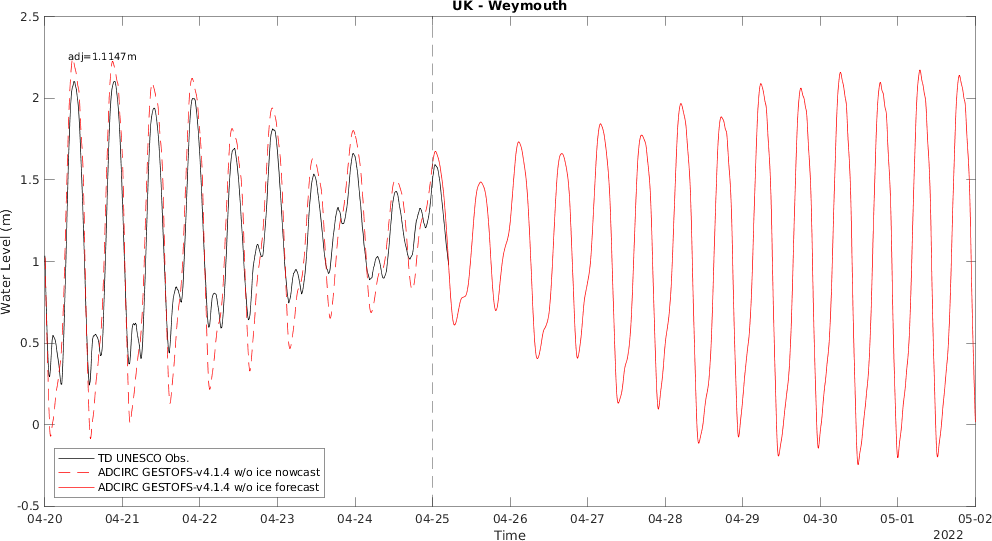 UK - Weymouth
adj=1.1147m
Water Level (m)
2.5
2
1.5
1
0.5
0
-0.5
TD UNESCO Obs.
ADCIRC GESTOFS-v4.1.4 w/o ice nowcast
ADCIRC GESTOFS-v4.1.4 w/o ice forecast
04-20 04-21 04-22 04-23 04-24 04-25 04-26 04-27 04-28 04-29 04-30 05-01 05-02
Time
2022